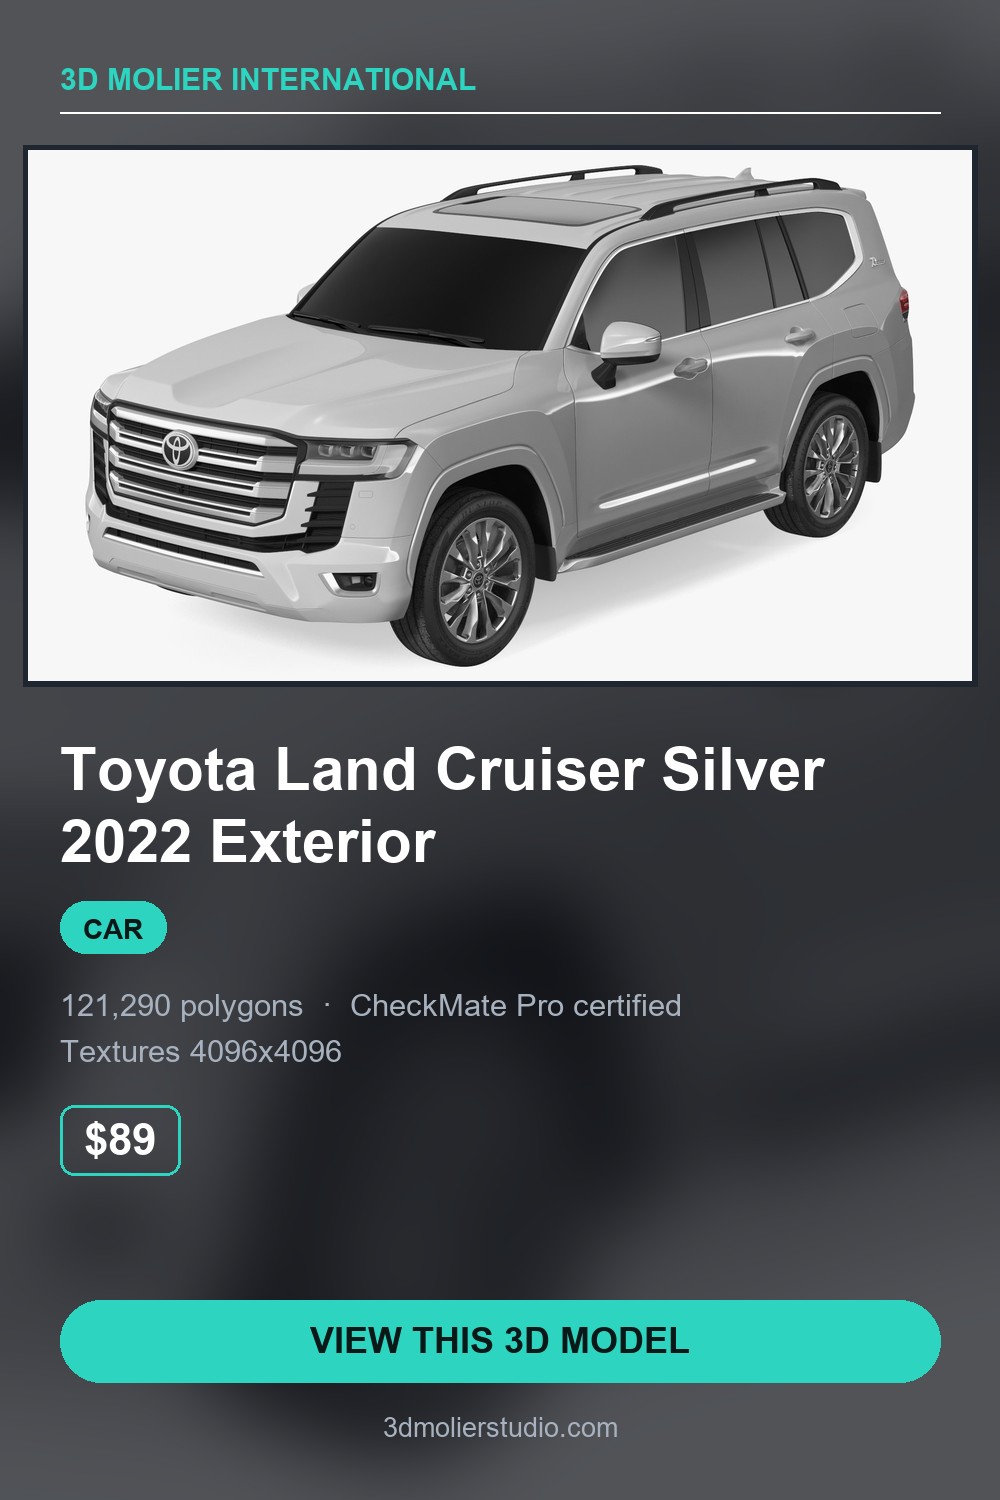 3D MOLIER INTERNATIONAL
Toyota Land Cruiser Silver
2022 Exterior
CAR
121,290 polygons · CheckMate Pro certified
Textures 4096x4096
$89
VIEW THIS 3D MODEL
3dmolierstudio.com